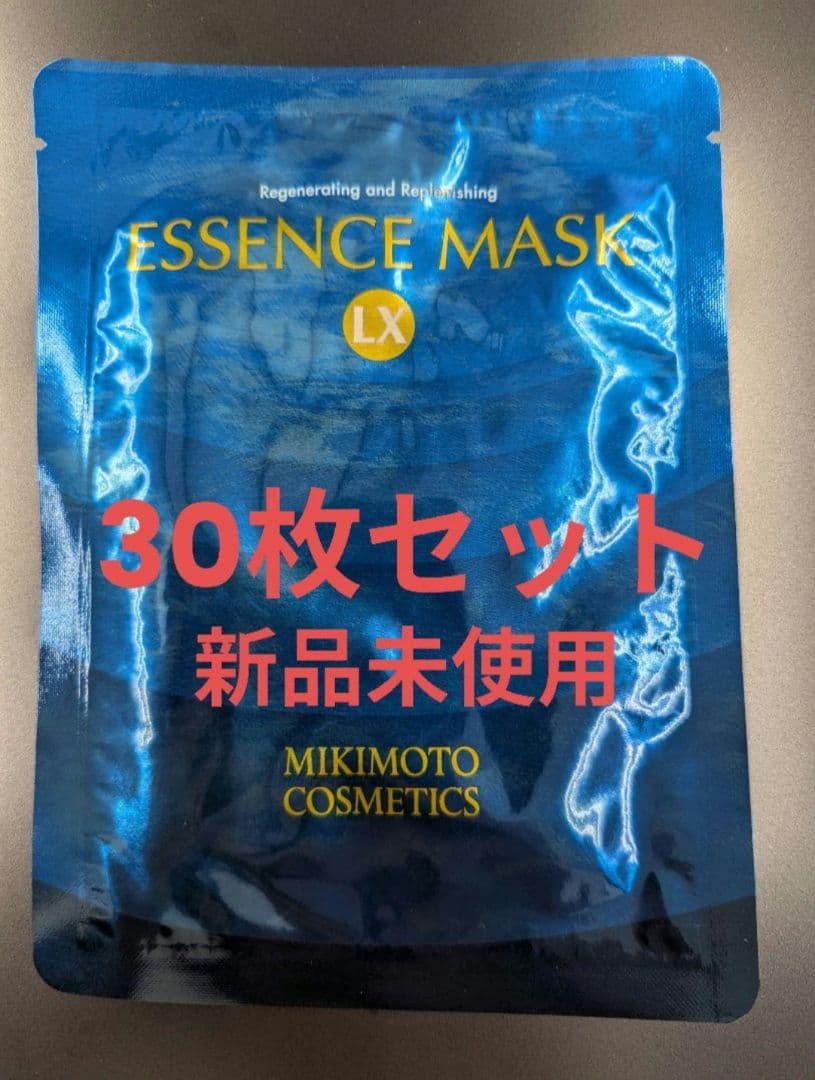 Regenerating and Replenishing
ESSENCE MASK
LX
30枚セット
新品未使用
MIKIMOTO
COSMETICS